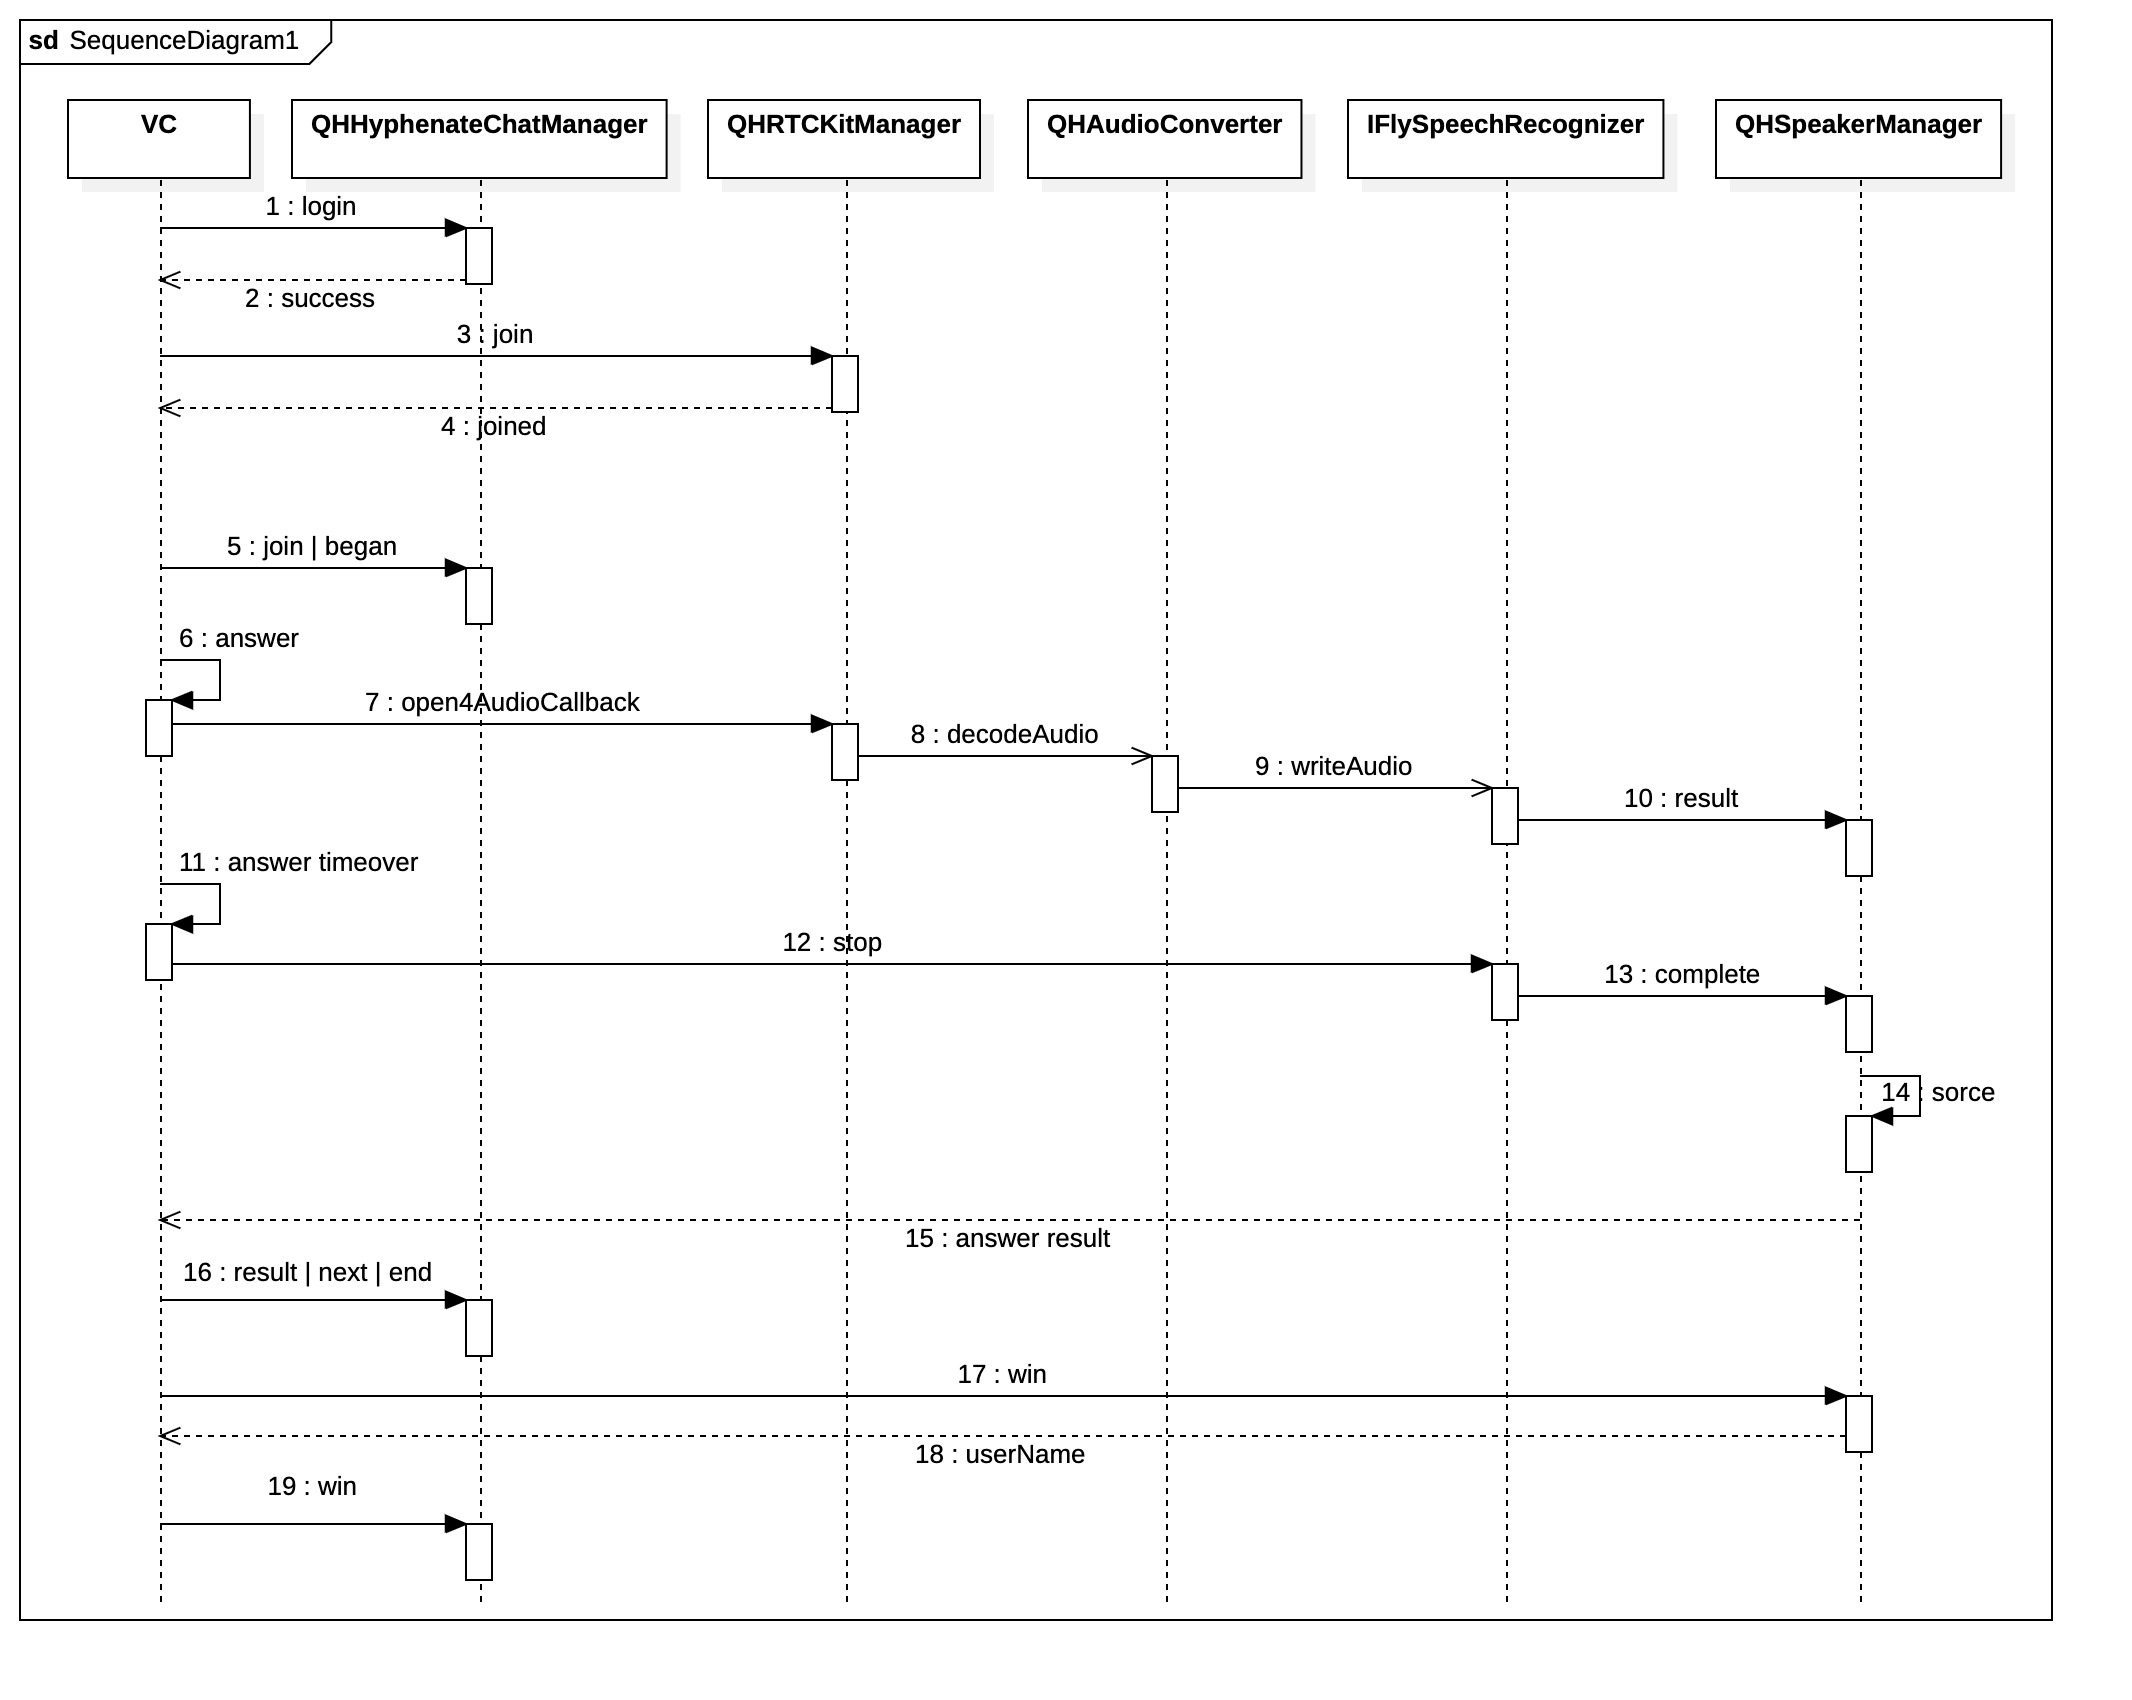 sd SequenceDiagram1
VC
QHHyphenateChatManager
QHRTCKitManager
QHAudioConverter
IFlySpeechRecognizer
QHSpeakerManager
1 : login
2 : success
3 : join
4 : joined
5 : join | began
6 : answer
7 : open4AudioCallback
8 : decodeAudio
9 : writeAudio
10 : result
11 : answer timeover
12 : stop
13 : complete
14 : sorce
15 : answer result
16 : result | next | end
17 : win
18 : userName
19 : win